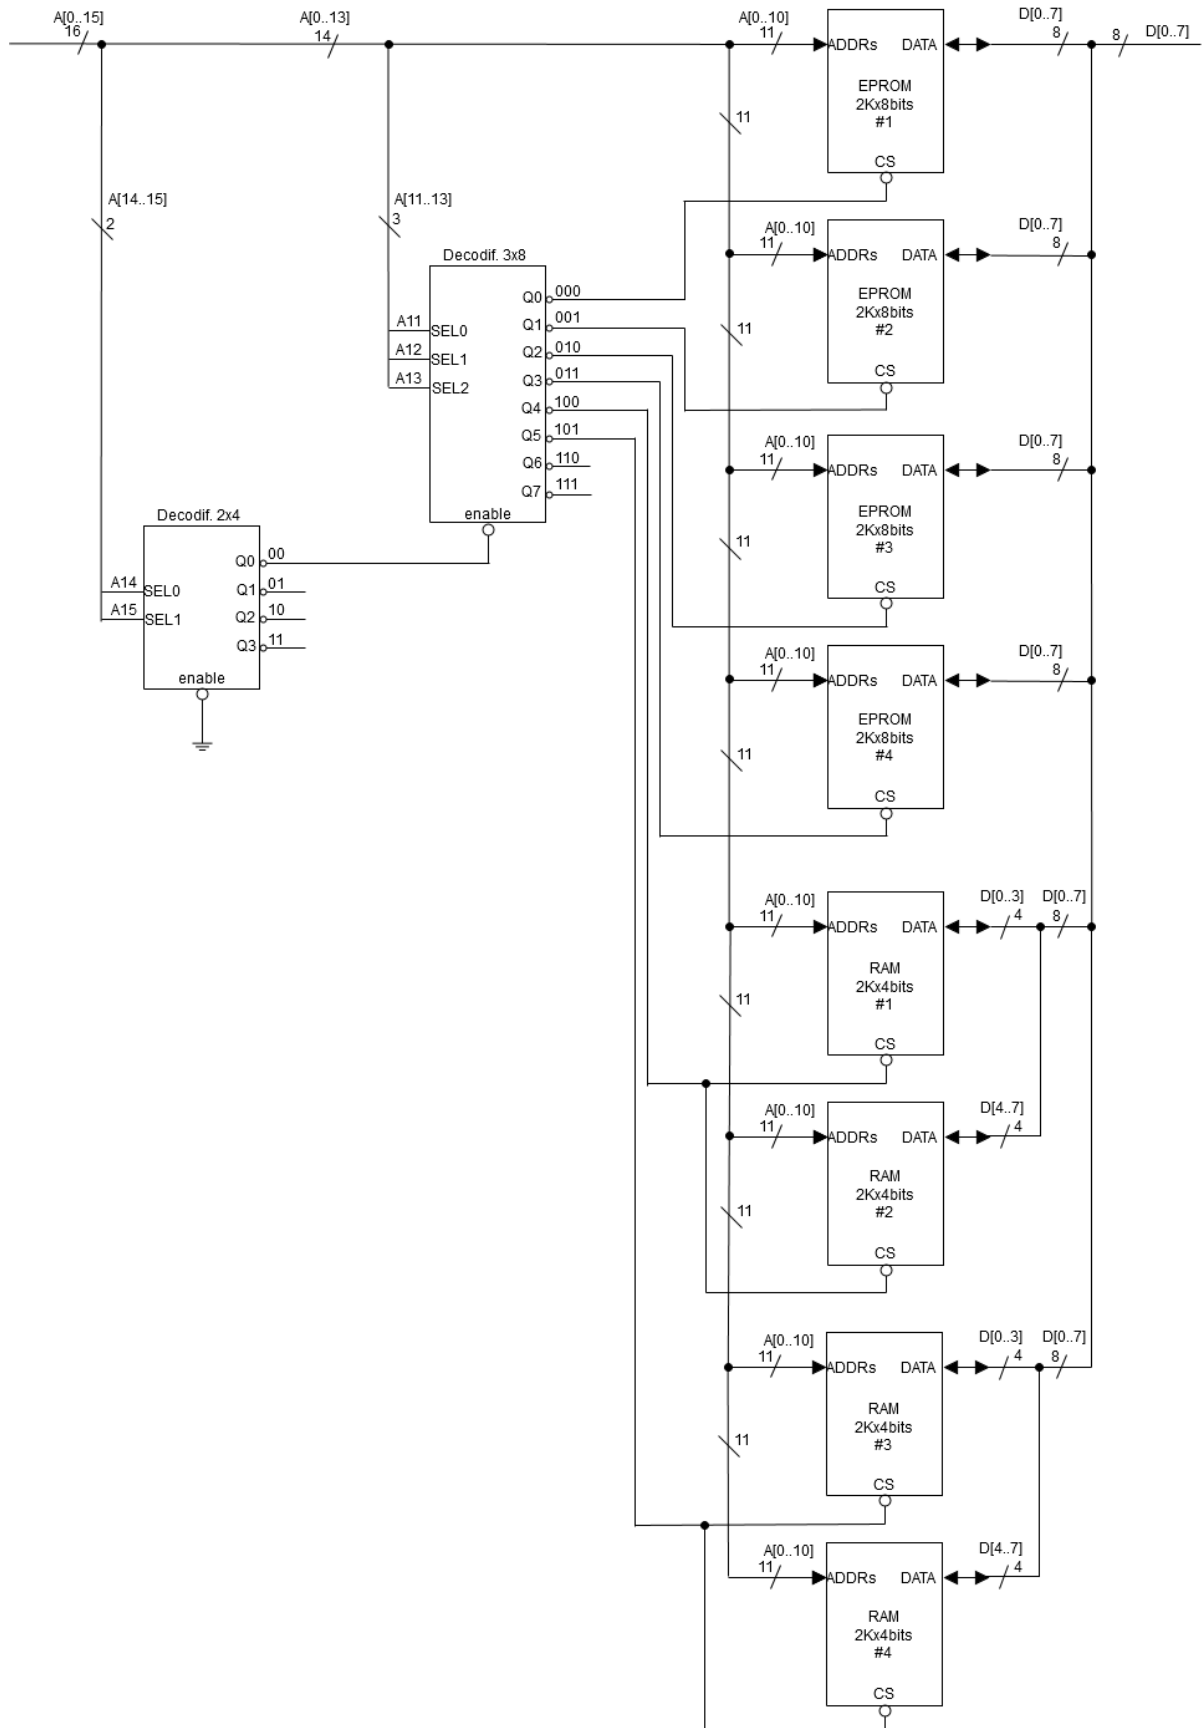 A[0..15]
16
A[0..13]
14
A[0..10]
11
ADDRs
DATA
D[0..7]
8
8
D[0..7]
EPROM
2Kx8bits
#1
CS
11
A[14..15]
2
A[11..13]
3
A[0..10]
11
ADDRs
DATA
D[0..7]
8
EPROM
2Kx8bits
#2
CS
11
Decodif. 3x8
Q0
000
Q1
001
Q2
010
Q3
011
Q4
100
Q5
101
Q6
110
Q7
111
A11
SEL0
A12
SEL1
A13
SEL2
enable
A[0..10]
11
ADDRs
DATA
D[0..7]
8
EPROM
2Kx8bits
#3
CS
11
Decodif. 2x4
Q0
00
Q1
01
Q2
10
Q3
11
A14
SEL0
A15
SEL1
enable
A[0..10]
11
ADDRs
DATA
D[0..7]
8
EPROM
2Kx8bits
#4
CS
11
A[0..10]
11
ADDRs
DATA
D[0..3]
4
D[0..7]
8
RAM
2Kx4bits
#1
CS
11
A[0..10]
11
ADDRs
DATA
D[4..7]
4
RAM
2Kx4bits
#2
CS
11
A[0..10]
11
ADDRs
DATA
D[0..3]
4
D[0..7]
8
RAM
2Kx4bits
#3
CS
11
A[0..10]
11
ADDRs
DATA
D[4..7]
4
RAM
2Kx4bits
#4
CS